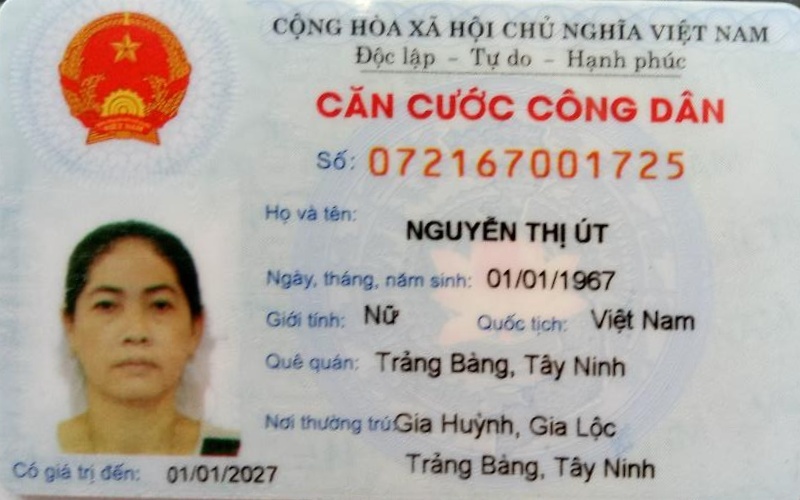 CỘNG HÒA XÃ HỘI CHỦ NGHĨA VIỆT NAM
Độc lập - Tự do - Hạnh phúc
CĂN CƯỚC CÔNG DÂN
Số: 072167001725
Họ và tên: NGUYỄN THỊ ÚT
Ngày, tháng, năm sinh: 01/01/1967
Giới tính: Nữ Quốc tịch: Việt Nam
Quê quán: Trảng Bàng, Tây Ninh
Nơi thường trú: Gia Huỳnh, Gia Lộc
Trảng Bàng, Tây Ninh
Có giá trị đến: 01/01/2027
VIỆT NAM